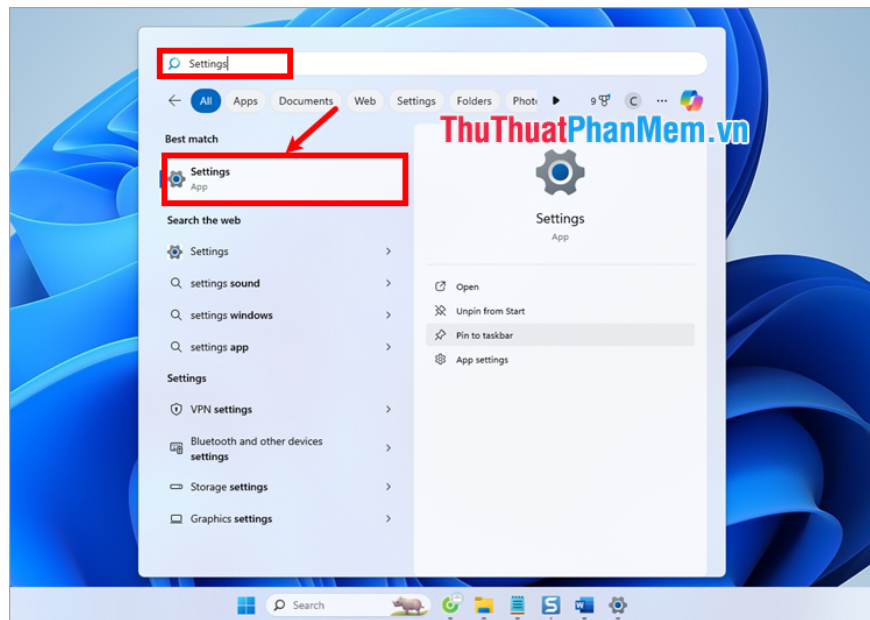 Settings
All Apps Documents Web Settings Folders Photo 9 C ...
ThuThuatPhanMem.vn
Best match
Settings
App
Search the web
Settings
settings sound
settings windows
settings app
Settings
VPN settings
Bluetooth and other devices
settings
Storage settings
Graphics settings
Settings
App
Open
Unpin from Start
Pin to taskbar
App settings
Search
S
W